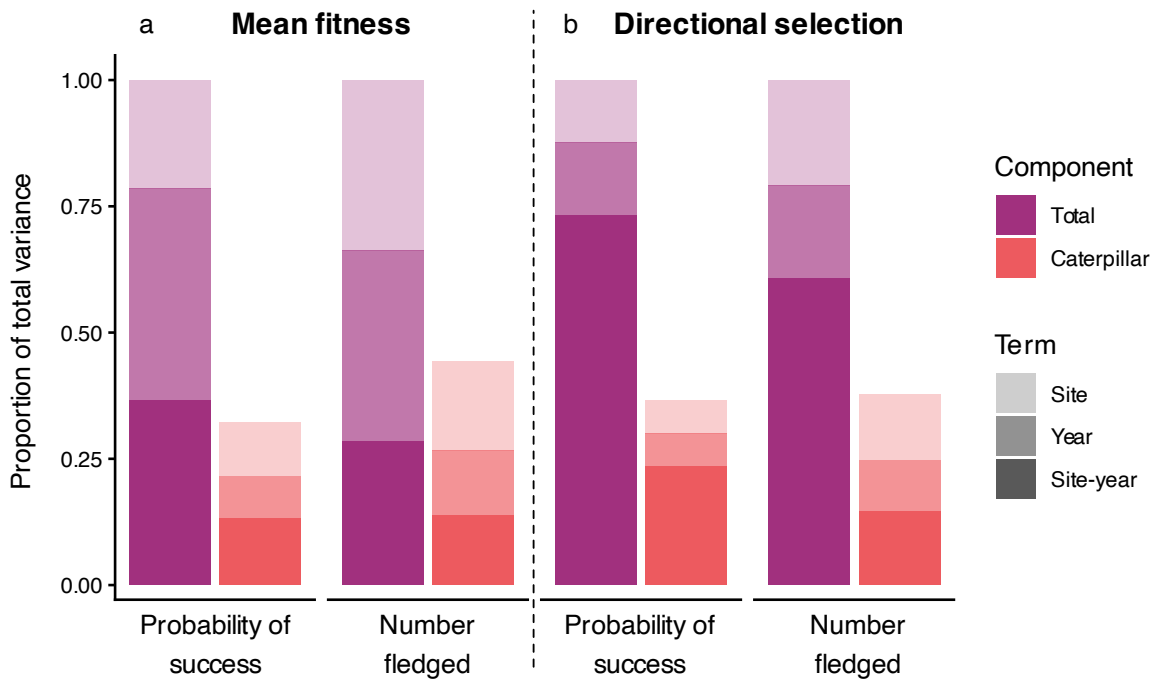 a Mean fitness
b Directional selection
Proportion of total variance
1.00
0.75
0.50
0.25
0.00
Probability of
success
Number
fledged
Probability of
success
Number
fledged
Component
Total
Caterpillar
Term
Site
Year
Site-year